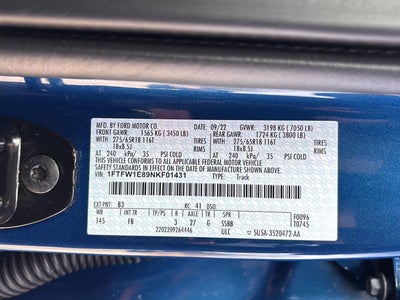 MFD. BY FORD MOTOR CO.
DATE: 09/22 GVWR: 3198 KG ( 7050 LB)
FRONT GAWR: 1565 KG ( 3450 LB) REAR GAWR: 1724 KG ( 3800 LB)
275/65R18 116T WITH TIRES 275/65R18 116T
18x8.5J RIMS 18x8.5J
AT 240 kPa/ 35 PSI COLD AT 240 kPa/ 35 PSI COLD
THIS VEHICLE CONFORMS TO ALL APPLICABLE FEDERAL MOTOR VEHICLE
SAFETY STANDARDS IN EFFECT ON THE DATE OF MANUFACTURE SHOWN ABOVE.
VIN: 1FTFW1E89NKF01431 TYPE: Truck
EXT PNT: B3 RC: 41 DSO:
WB INT TR TP/PS R AX TR SPR F0096
145 FB 3 27 G SSBB T0745
2202209264446 ULC 5U5A-3520472-AA